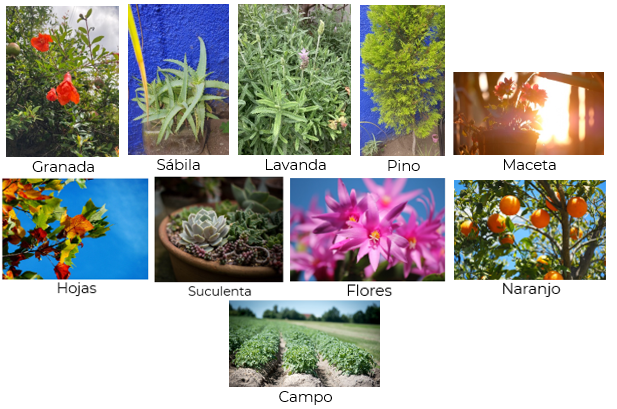 Granada
Sábila
Lavanda
Pino
Maceta
Hojas
Suculenta
Flores
Naranjo
Campo